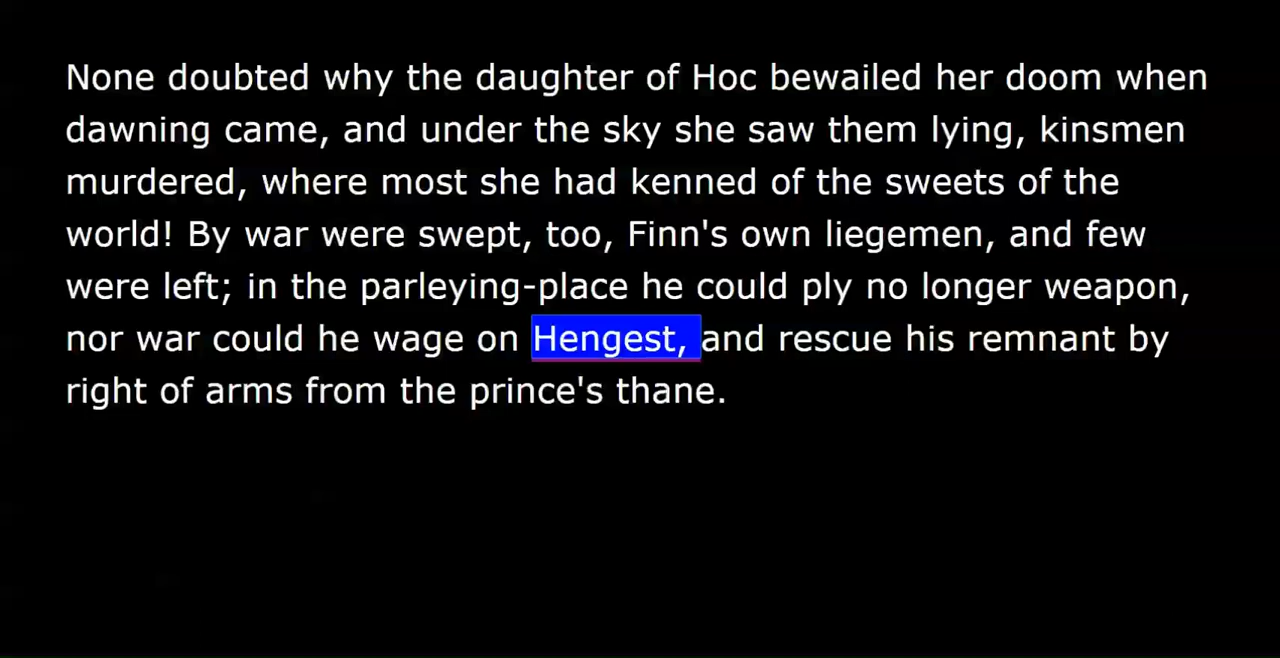 None doubted why the daughter of Hoc bewailed her doom when
dawning came, and under the sky she saw them lying, kinsmen
murdered, where most she had kenned of the sweets of the
world! By war were swept, too, Finn's own liegemen, and few
were left; in the parleying-place he could ply no longer weapon,
nor war could he wage on Hengest, and rescue his remnant by
right of arms from the prince's thane.